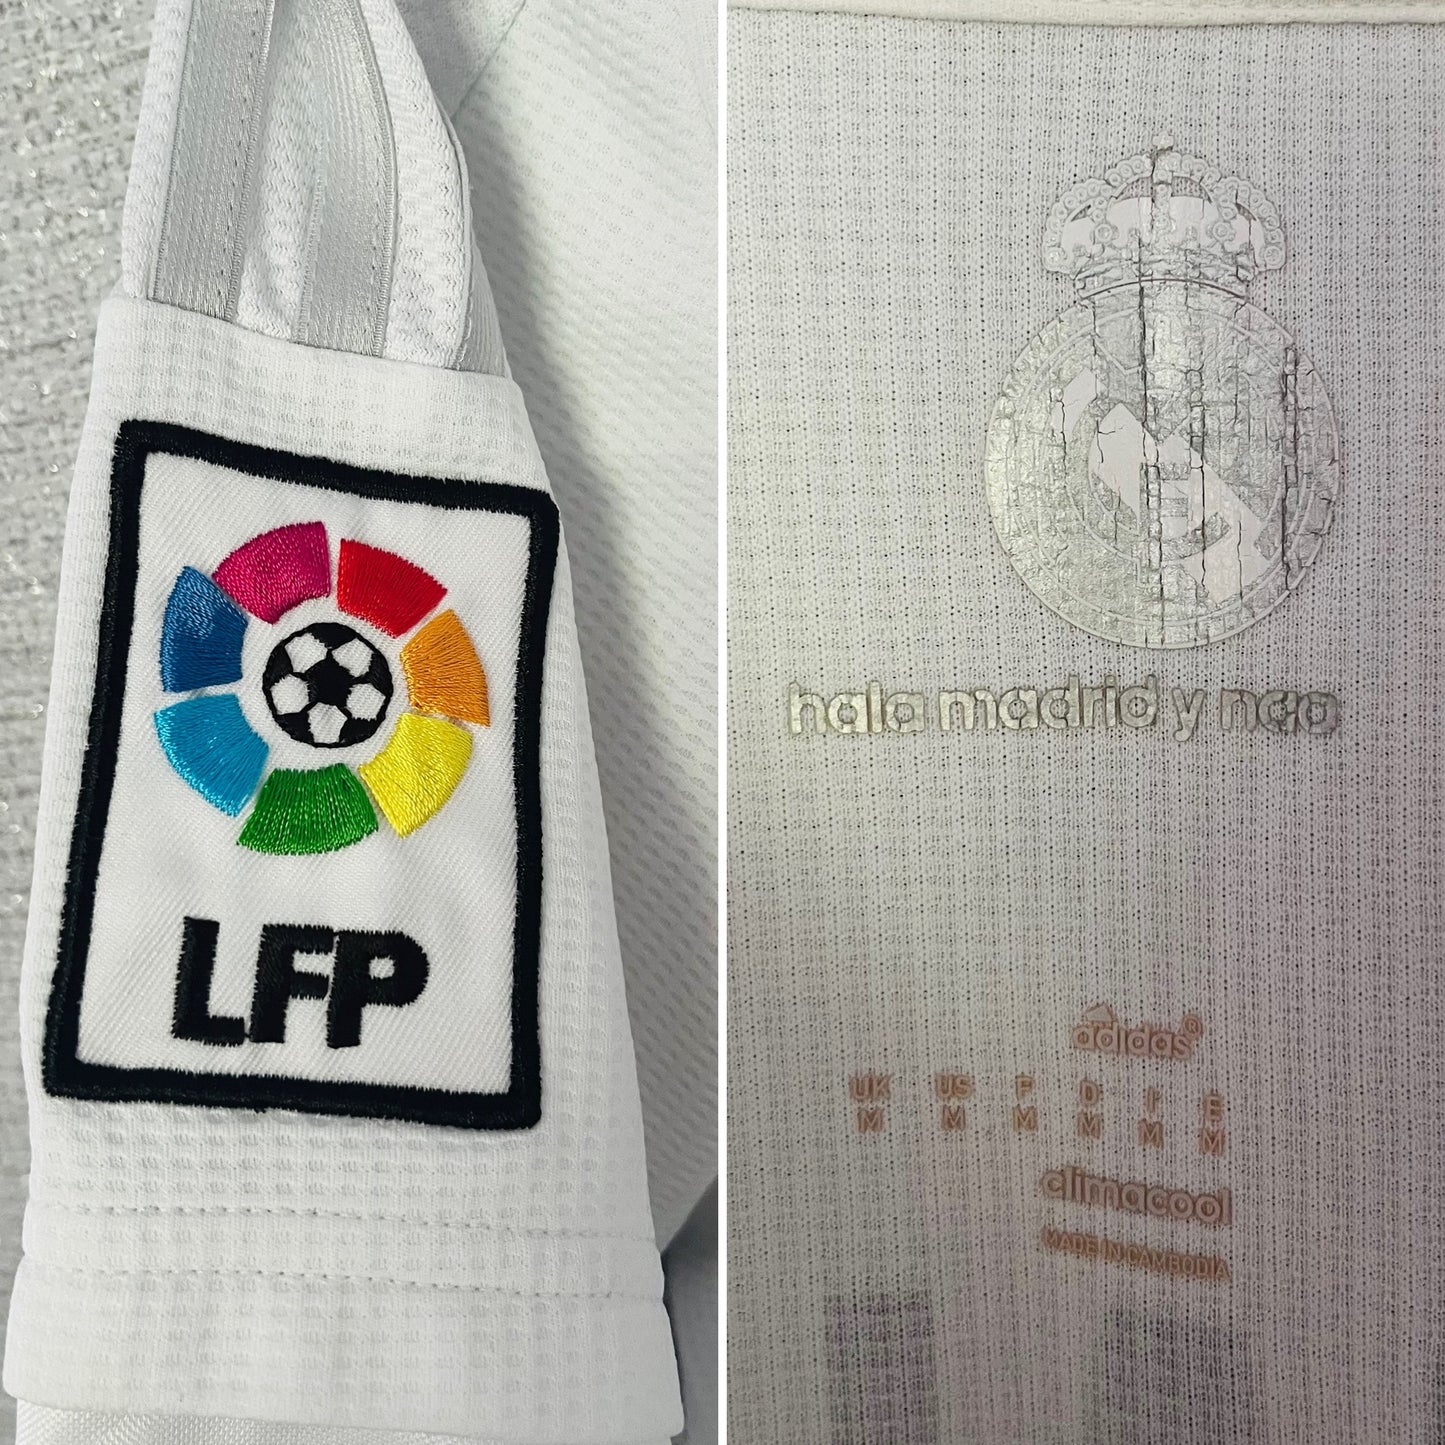 LFP
hala madrid y nada
adidas®
UK US F D I E
M M M M M M
climacool
MADE IN CAMBODIA